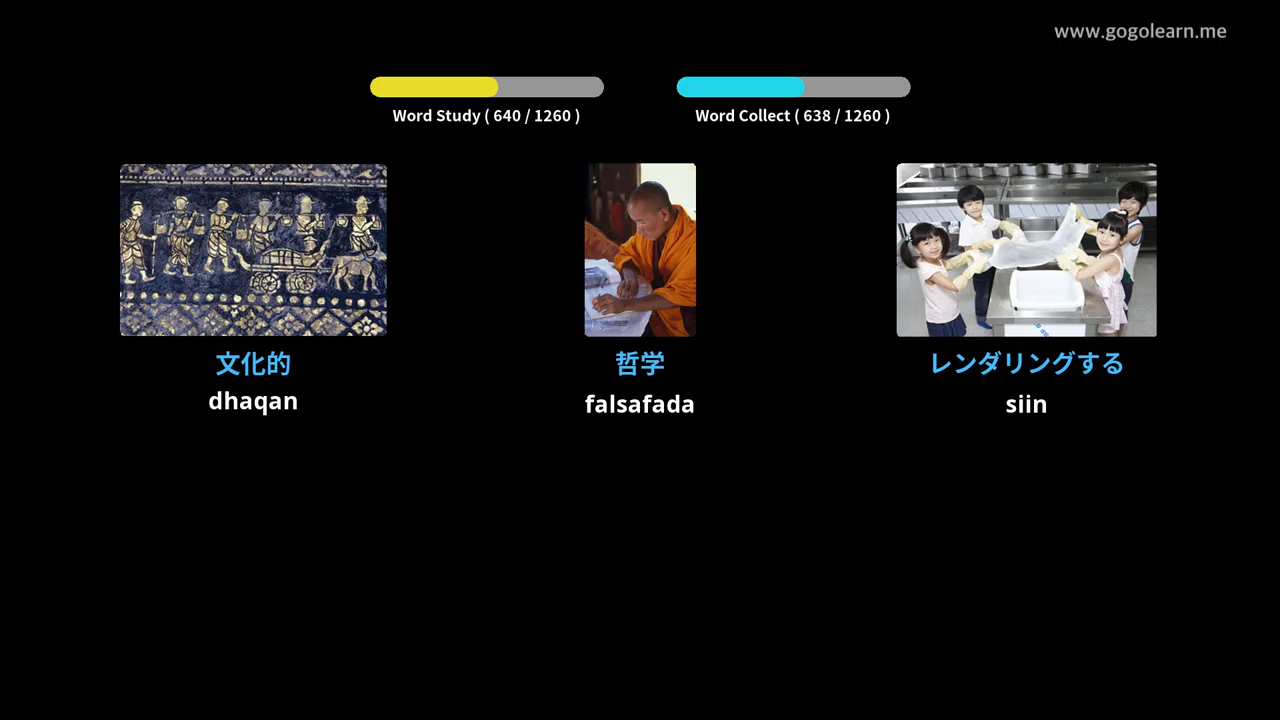 www.gogolearn.me
Word Study ( 640 / 1260 )
Word Collect ( 638 / 1260 )
文化的
dhaqan
哲学
falsafada
レンダリングする
siin